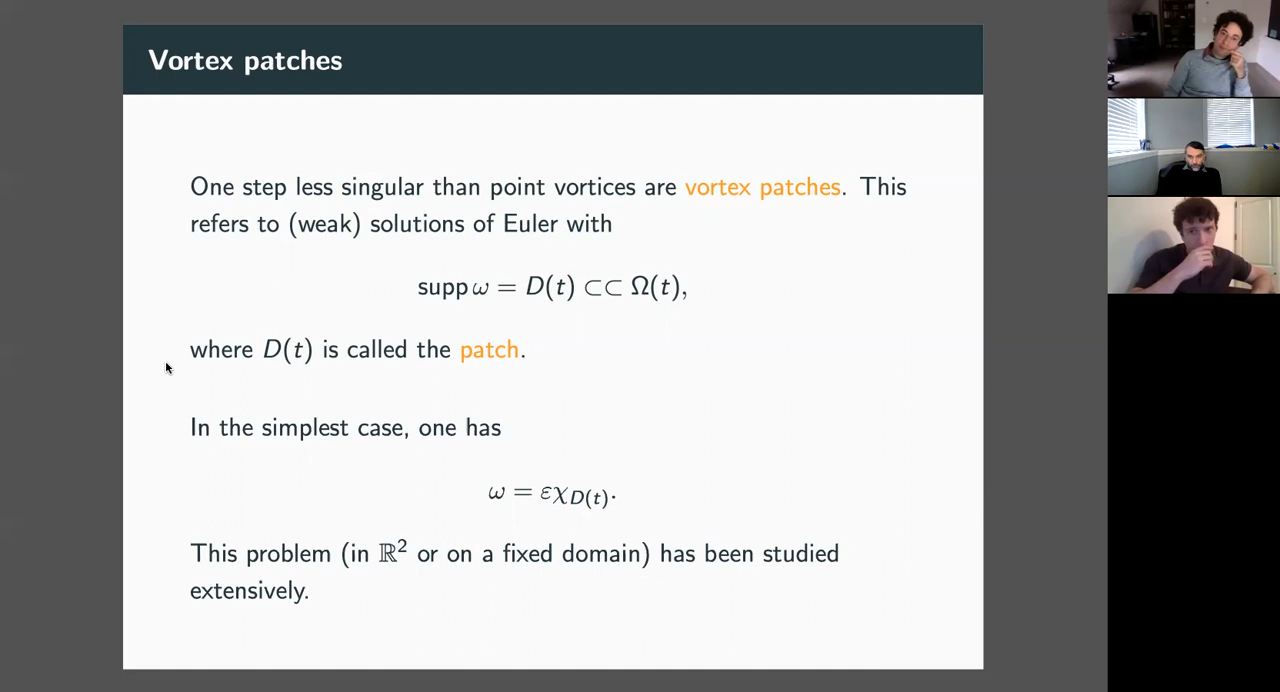 Vortex patches
One step less singular than point vortices are vortex patches. This
refers to (weak) solutions of Euler with
supp ω = D(t) ⊂⊂ Ω(t),
where D(t) is called the patch.
In the simplest case, one has
ω = εχ_{D(t)}.
This problem (in ℝ² or on a fixed domain) has been studied
extensively.